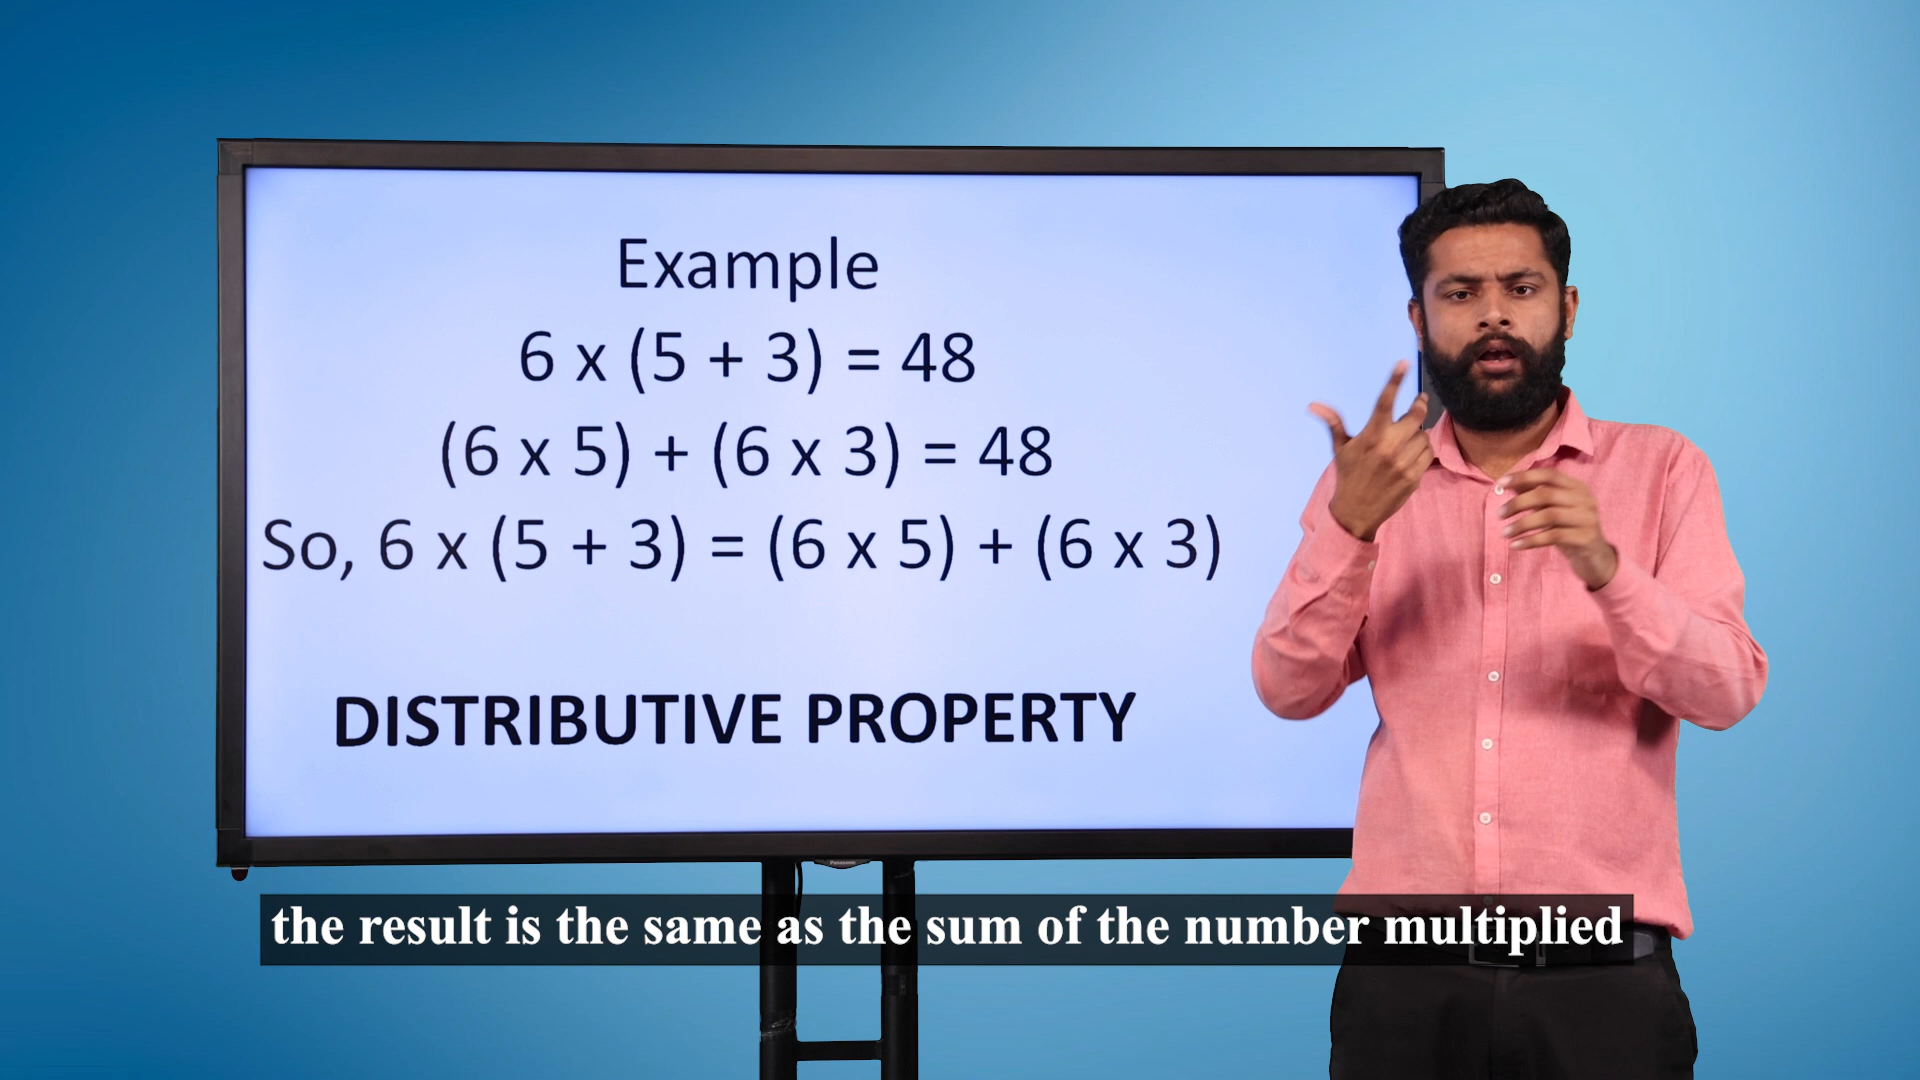 Example
6 x (5 + 3) = 48
(6 x 5) + (6 x 3) = 48
So, 6 x (5 + 3) = (6 x 5) + (6 x 3)
DISTRIBUTIVE PROPERTY
the result is the same as the sum of the number multiplied